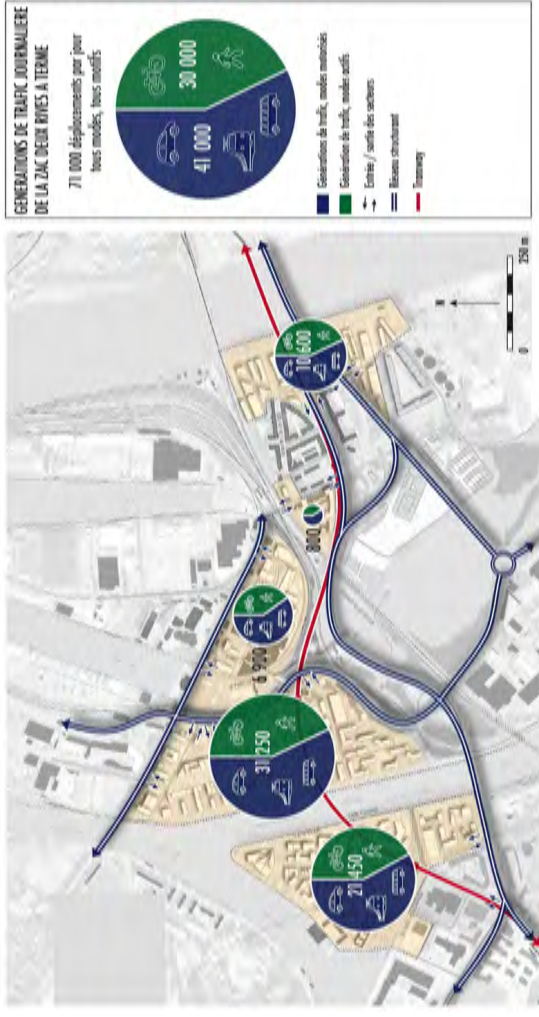 GENERATIONS DE TRAFIC JOURNALIERE
DE LA ZAC DEUX RIVES A TERME
71 000 déplacements par jour
tous modes, tous motifs
41 000
30 000
Générations de trafic, modes motorisés
Génération de trafic, modes actifs
Entrée / sortie des secteurs
Réseau structurant
Tramway
10 600
800
6 900
31 250
21 450
N
0
250 m